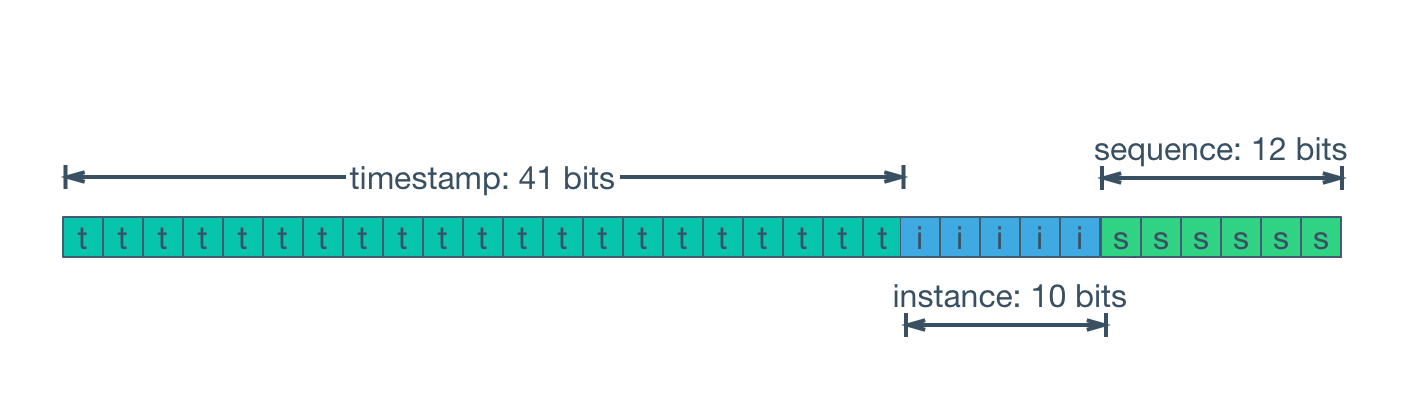 sequence: 12 bits
timestamp: 41 bits
t t t t t t t t t t t t t t t t t t t t t i i i i i s s s s s s
instance: 10 bits